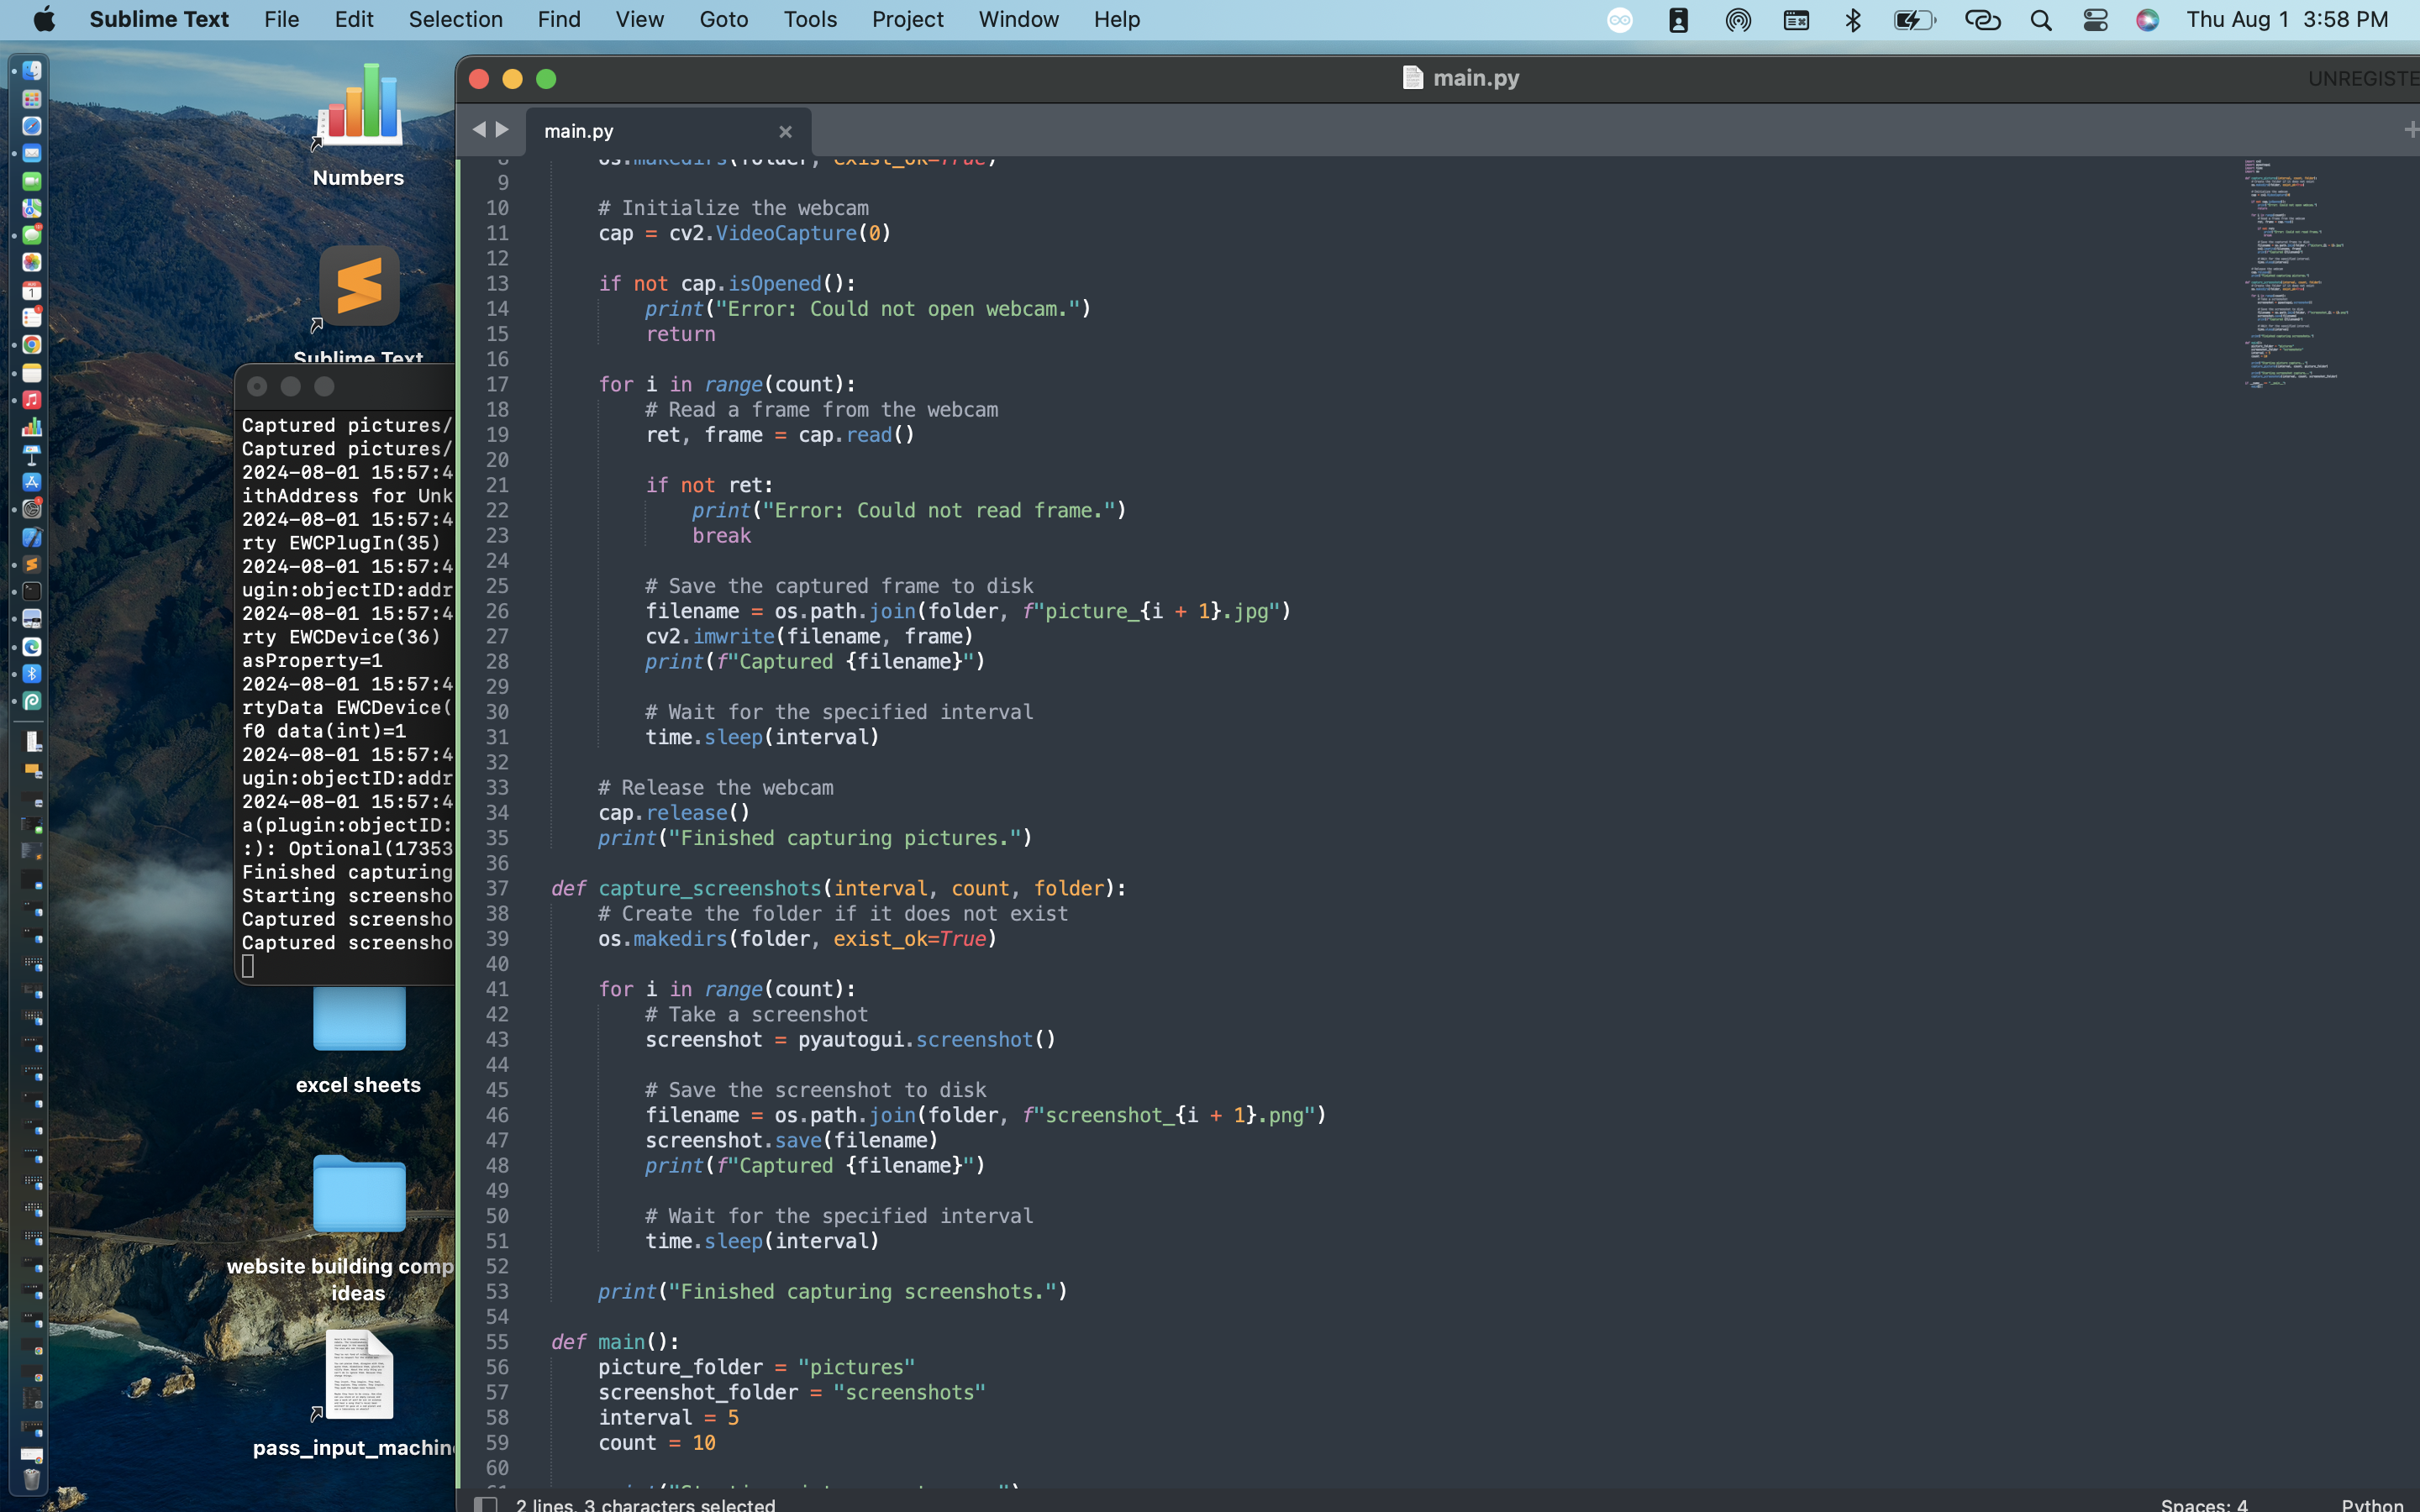 Sublime Text File Edit Selection Find View Goto Tools Project Window Help Thu Aug 1 3:58 PM
main.py
UNREGISTE
main.py
Numbers
Sublime Text
Captured pictures/
Captured pictures/
2024-08-01 15:57:4
ithAddress for Unk
2024-08-01 15:57:4
rty EWCPlugIn(35)
2024-08-01 15:57:4
ugin:objectID:addr
2024-08-01 15:57:4
rty EWCDevice(36)
asProperty=1
2024-08-01 15:57:4
rtyData EWCDevice(
f0 data(int)=1
2024-08-01 15:57:4
ugin:objectID:addr
2024-08-01 15:57:4
a(plugin:objectID:
:): Optional(17353
Finished capturing
Starting screensho
Captured screensho
Captured screensho
excel sheets
website building comp
ideas
pass_input_machin
8 os.makedirs(folder, exist_ok=True)
9
10 # Initialize the webcam
11 cap = cv2.VideoCapture(0)
12
13 if not cap.isOpened():
14 print("Error: Could not open webcam.")
15 return
16
17 for i in range(count):
18 # Read a frame from the webcam
19 ret, frame = cap.read()
20
21 if not ret:
22 print("Error: Could not read frame.")
23 break
24
25 # Save the captured frame to disk
26 filename = os.path.join(folder, f"picture_{i + 1}.jpg")
27 cv2.imwrite(filename, frame)
28 print(f"Captured {filename}")
29
30 # Wait for the specified interval
31 time.sleep(interval)
32
33 # Release the webcam
34 cap.release()
35 print("Finished capturing pictures.")
36
37 def capture_screenshots(interval, count, folder):
38 # Create the folder if it does not exist
39 os.makedirs(folder, exist_ok=True)
40
41 for i in range(count):
42 # Take a screenshot
43 screenshot = pyautogui.screenshot()
44
45 # Save the screenshot to disk
46 filename = os.path.join(folder, f"screenshot_{i + 1}.png")
47 screenshot.save(filename)
48 print(f"Captured {filename}")
49
50 # Wait for the specified interval
51 time.sleep(interval)
52
53 print("Finished capturing screenshots.")
54
55 def main():
56 picture_folder = "pictures"
57 screenshot_folder = "screenshots"
58 interval = 5
59 count = 10
60
2 lines, 3 characters selected
Spaces: 4 Python